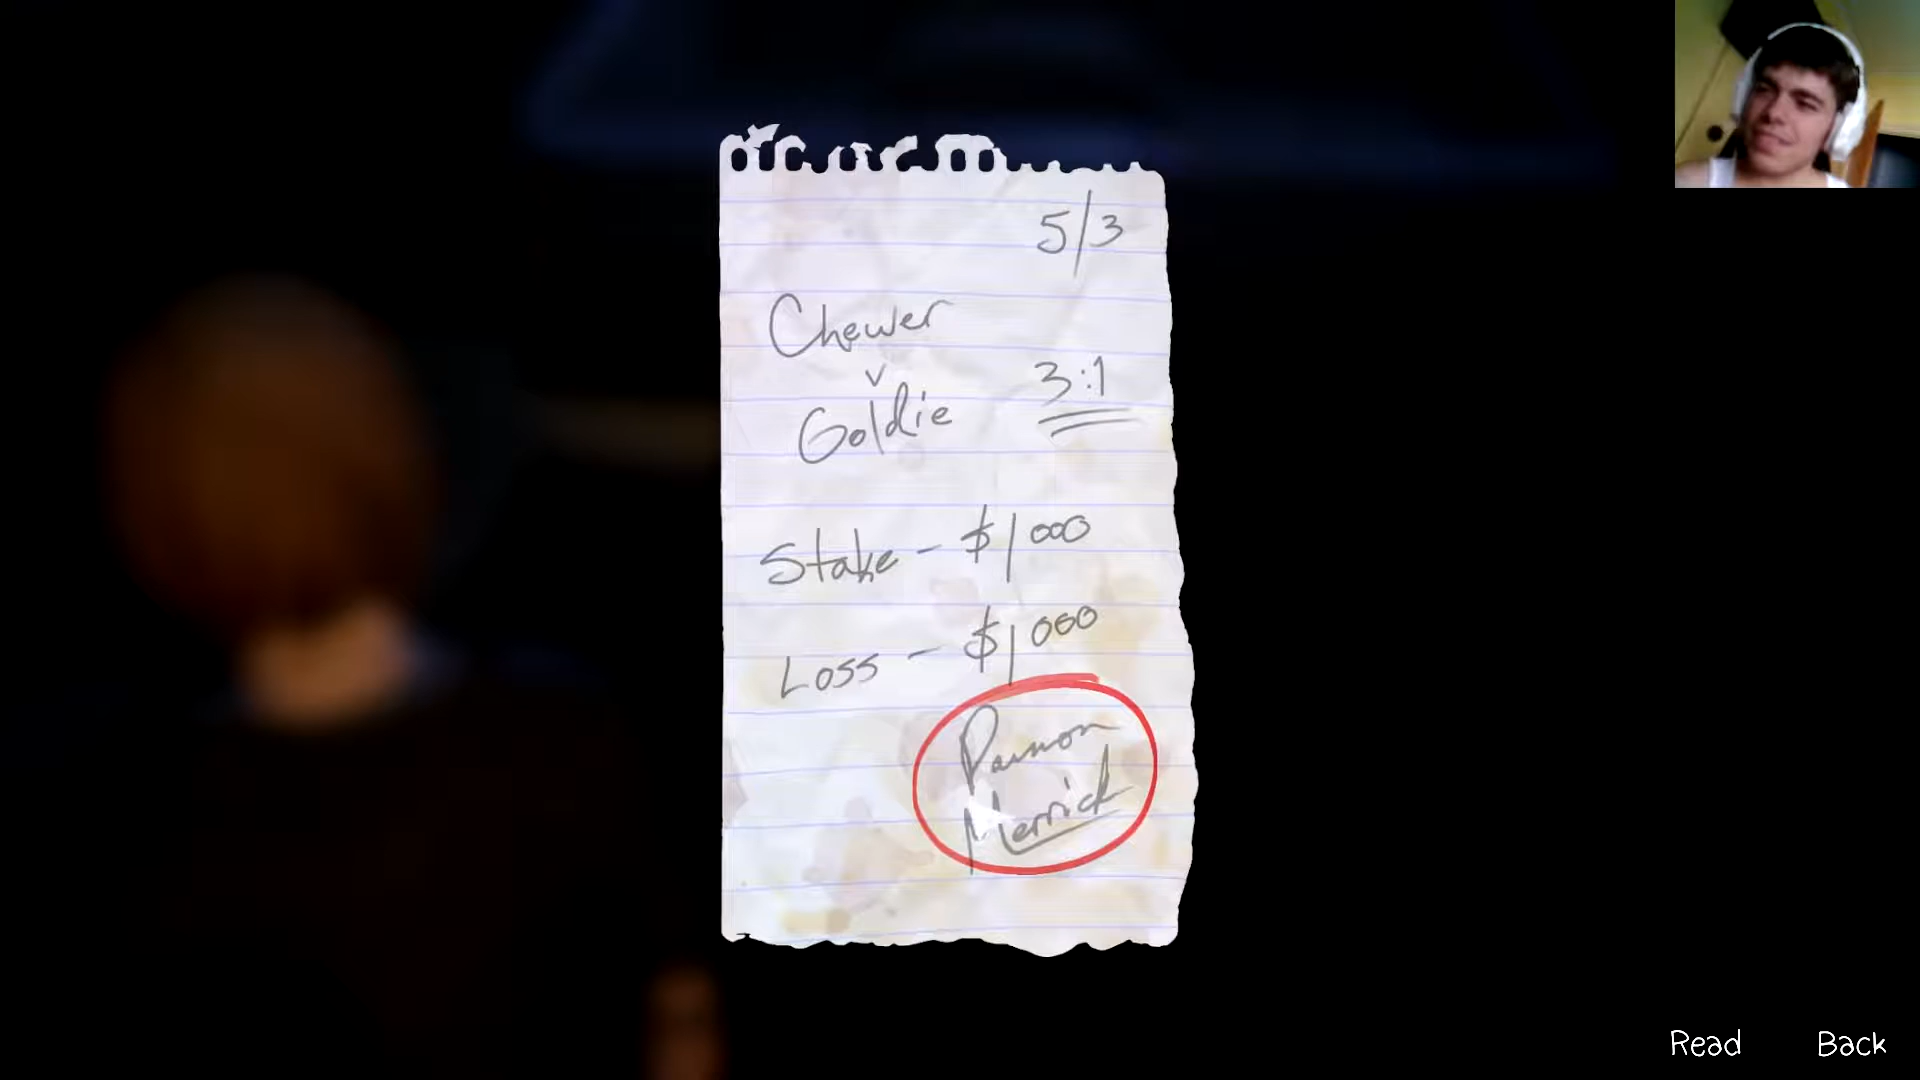 5/3
Chewer
v
Goldie 3:1
Stake - $1000
Loss - $1000
Damon
Merrick
Read Back